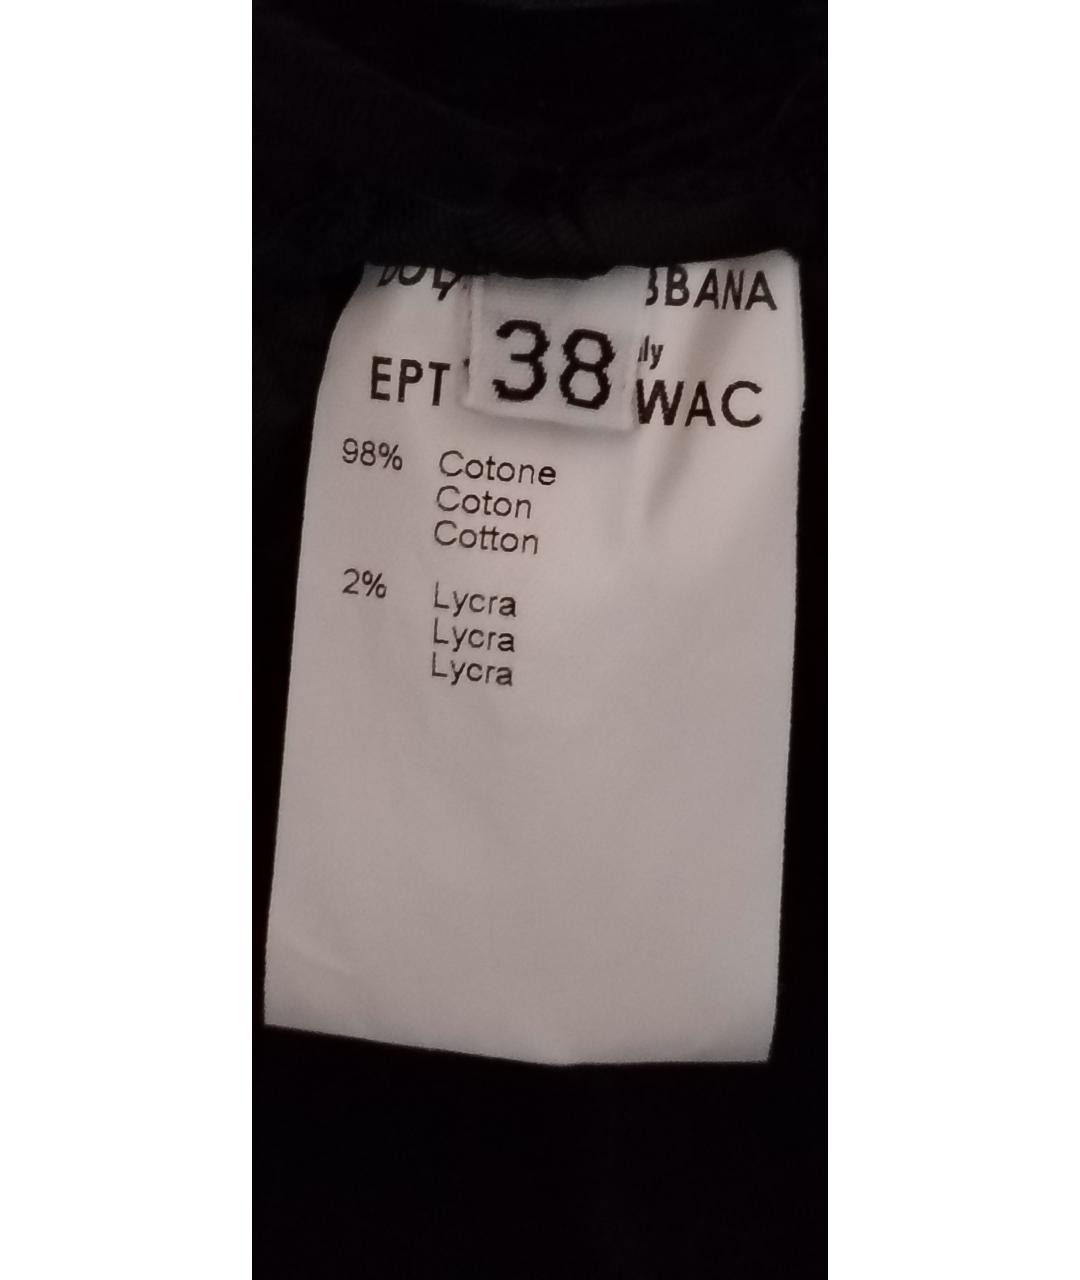 BBANA
38
ly
EPT
WAC
98% Cotone
Coton
Cotton
2% Lycra
Lycra
Lycra